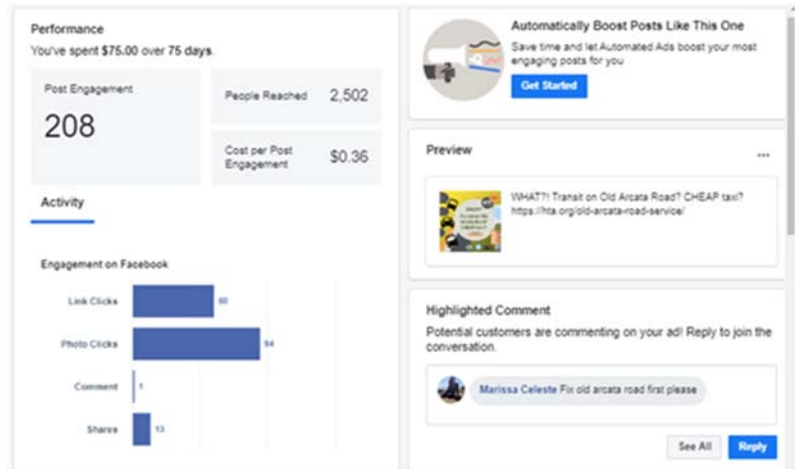 Performance
You've spent $75.00 over 75 days.
Post Engagement
208
People Reached 2,502
Cost per Post
Engagement $0.36
Activity
Engagement on Facebook
Link Clicks 60
Photo Clicks 94
Comment 1
Shares 13
Automatically Boost Posts Like This One
Save time and let Automated Ads boost your most
engaging posts for you
Get Started
Preview
WHAT?! Transit on Old Arcata Road? CHEAP taxi?
https://hta.org/old-arcata-road-service/
Highlighted Comment
Potential customers are commenting on your ad! Reply to join the
conversation.
Marissa Celeste Fix old arcata road first please
See All Reply